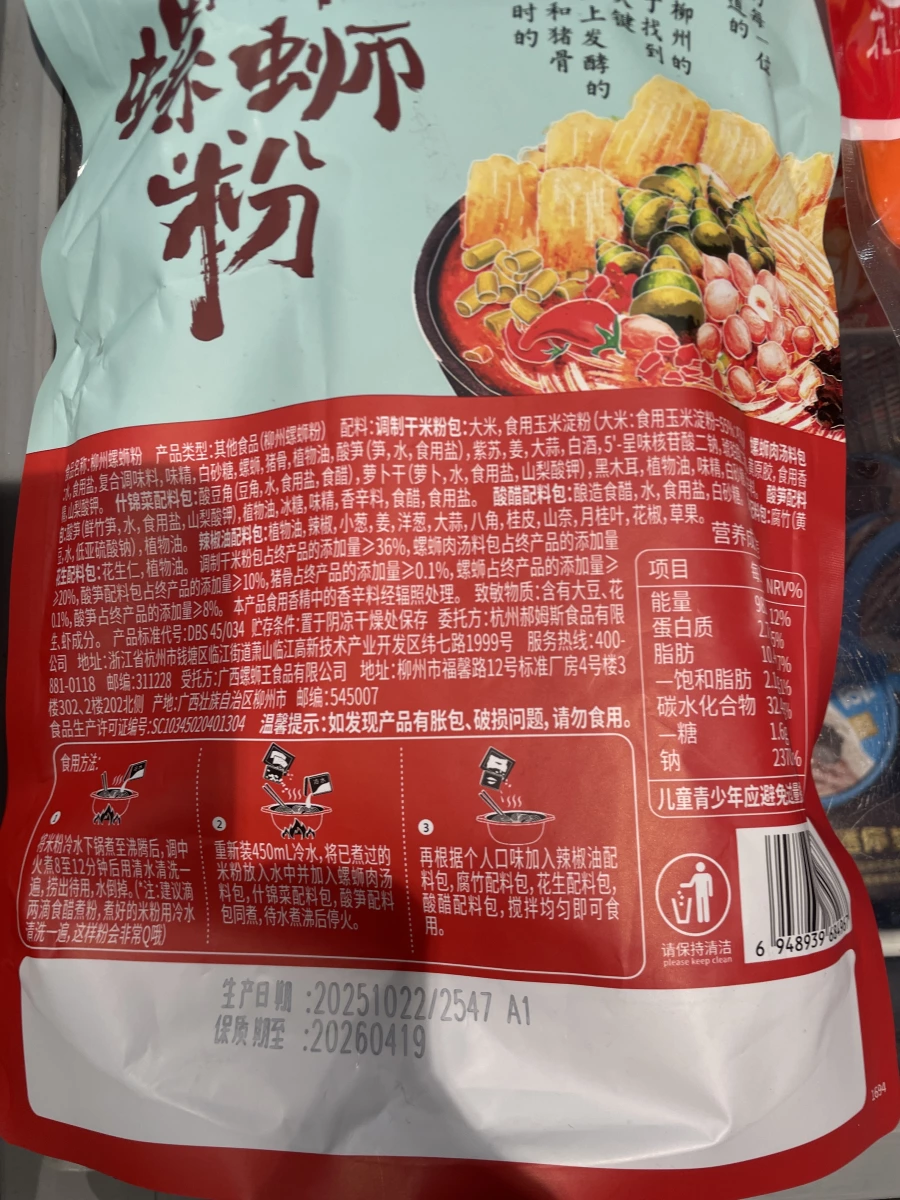 螺蛳
粉
柳州的
上发酵的
和猪骨
时的
食品名称:柳州螺蛳粉 产品类型:其他食品(柳州螺蛳粉) 配料:调制干米粉包:大米,食用玉米淀粉(大米:食用玉米淀粉 螺蛳肉汤料包
:水,食用盐,复合调味料,味精,白砂糖,螺蛳,猪骨,植物油,酸笋(笋,水,食用盐),紫苏,姜,大蒜,白酒,5'-呈味核苷酸二钠, 食用香
山梨酸钾。 什锦菜配料包:酸豆角(豆角,水,食用盐,食醋),萝卜干(萝卜,水,食用盐,山梨酸钾),黑木耳,植物油,味精, 酸笋配料
包:酸笋(鲜竹笋,水,食用盐,山梨酸钾),植物油,冰糖,味精,香辛料,食醋,食用盐。 酸醋配料包:酿造食醋,水,食用盐,白砂糖 包:腐竹(黄
豆,水,低亚硫酸钠),植物油。 辣椒油配料包:植物油,辣椒,小葱,姜,洋葱,大蒜,八角,桂皮,山奈,月桂叶,花椒,草果。
花生配料包:花生仁,植物油。 调制干米粉包占终产品的添加量≥36%,螺蛳肉汤料包占终产品的添加量
≥20%,酸笋配料包占终产品的添加量≥10%,猪骨占终产品的添加量≥0.1%,螺蛳占终产品的添加量≥
0.1%,酸笋占终产品的添加量≥8%。 本产品食用香精中的香辛料经辐照处理。 致敏物质:含有大豆、花
生、虾成分。 产品标准代号:DBS 45/034 贮存条件:置于阴凉干燥处保存 委托方:杭州郝姆斯食品有限
公司 地址:浙江省杭州市钱塘区临江街道萧山临江高新技术产业开发区纬七路1999号 服务热线:400-
881-0118 邮编:311228 受托方:广西螺蛳王食品有限公司 地址:柳州市福馨路12号标准厂房4号楼3
楼302、2楼202北侧 产地:广西壮族自治区柳州市 邮编:545007
食品生产许可证编号:SC10345020401304 温馨提示:如发现产品有胀包、破损问题,请勿食用。
营养
项目 NRV%
能量 12%
蛋白质 5%
脂肪
—饱和脂肪
碳水化合物
—糖
钠
儿童青少年应避免过量
食用方法:
1
将米粉冷水下锅煮至沸腾后,调中
火煮8至12分钟后用清水清洗一
遍,捞出待用,水倒掉。(*注:建议滴
两滴食醋煮粉,煮好的米粉用冷水
清洗一遍,这样粉会非常Q哦)
2
重新装450mL冷水,将已煮过的
米粉放入水中并加入螺蛳肉汤
料包,什锦菜配料包,酸笋配料
包同煮,待水煮沸后停火。
3
再根据个人口味加入辣椒油配
料包,腐竹配料包,花生配料包,
酸醋配料包,搅拌均匀即可食
用。
请保持清洁
please keep clean
6 948939
生产日期 :20251022/2547 A1
保质期至 :20260419
1694